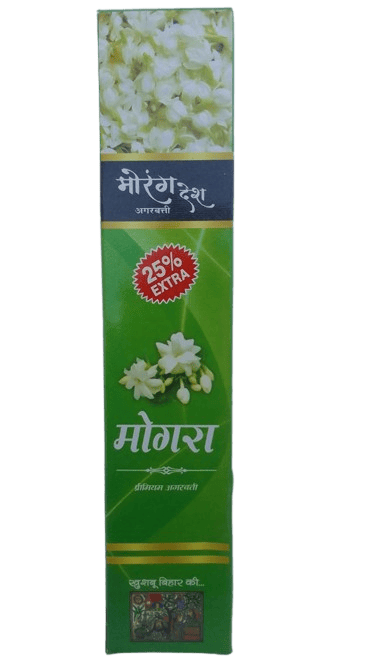 मोरंग देश
अगरबत्ती
25%
EXTRA
मोगरा
प्रीमियम अगरबत्ती
खुशबू बिहार की...